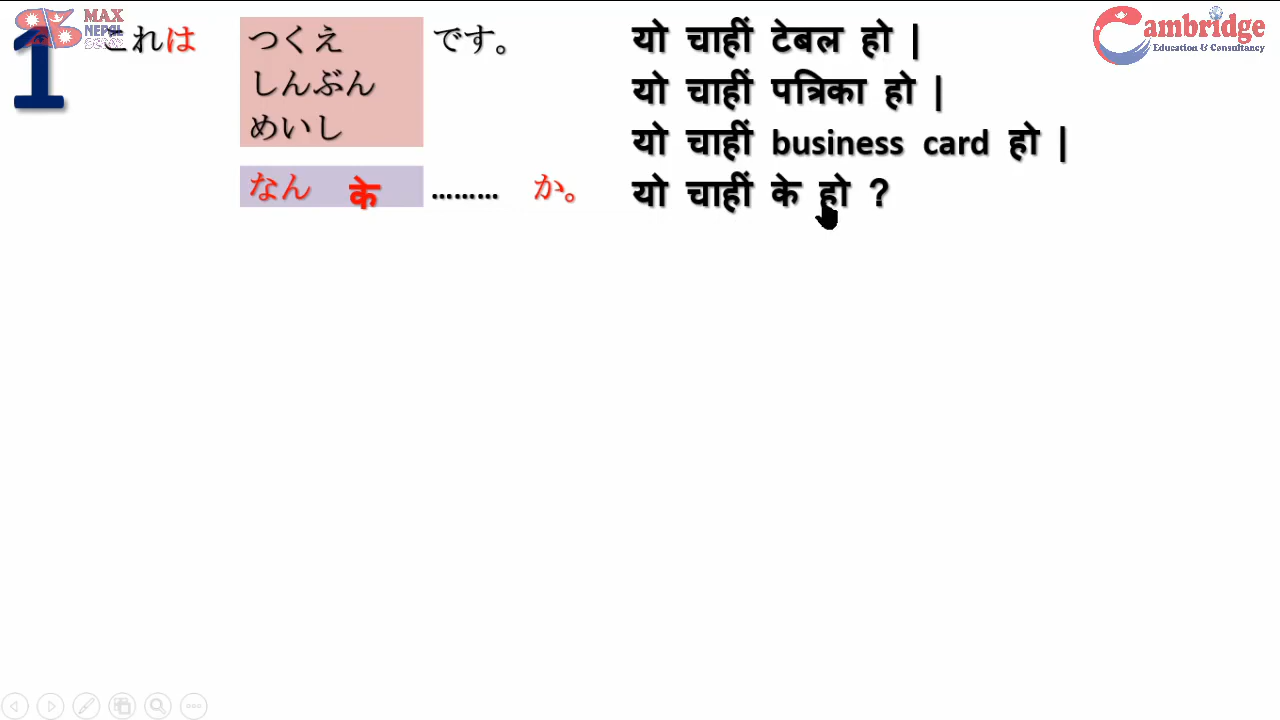 1
MAX
NEPAL
これは つくえ です。 यो चाहीं टेबल हो |
しんぶん यो चाहीं पत्रिका हो |
めいし यो चाहीं business card हो |
なん के ……… か。 यो चाहीं के हो ?
Cambridge
Education & Consultancy